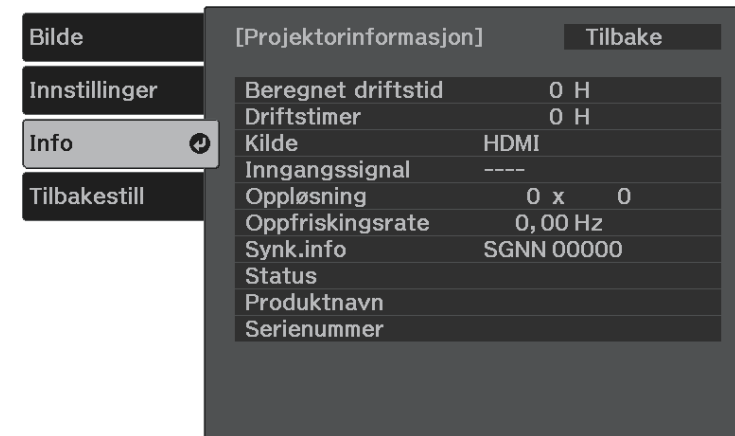 Bilde
Innstillinger
Info
Tilbakestill
[Projektorinformasjon] Tilbake
Beregnet driftstid 0 H
Driftstimer 0 H
Kilde HDMI
Inngangssignal ----
Oppløsning 0 x 0
Oppfriskingsrate 0,00 Hz
Synk.info SGNN 00000
Status
Produktnavn
Serienummer